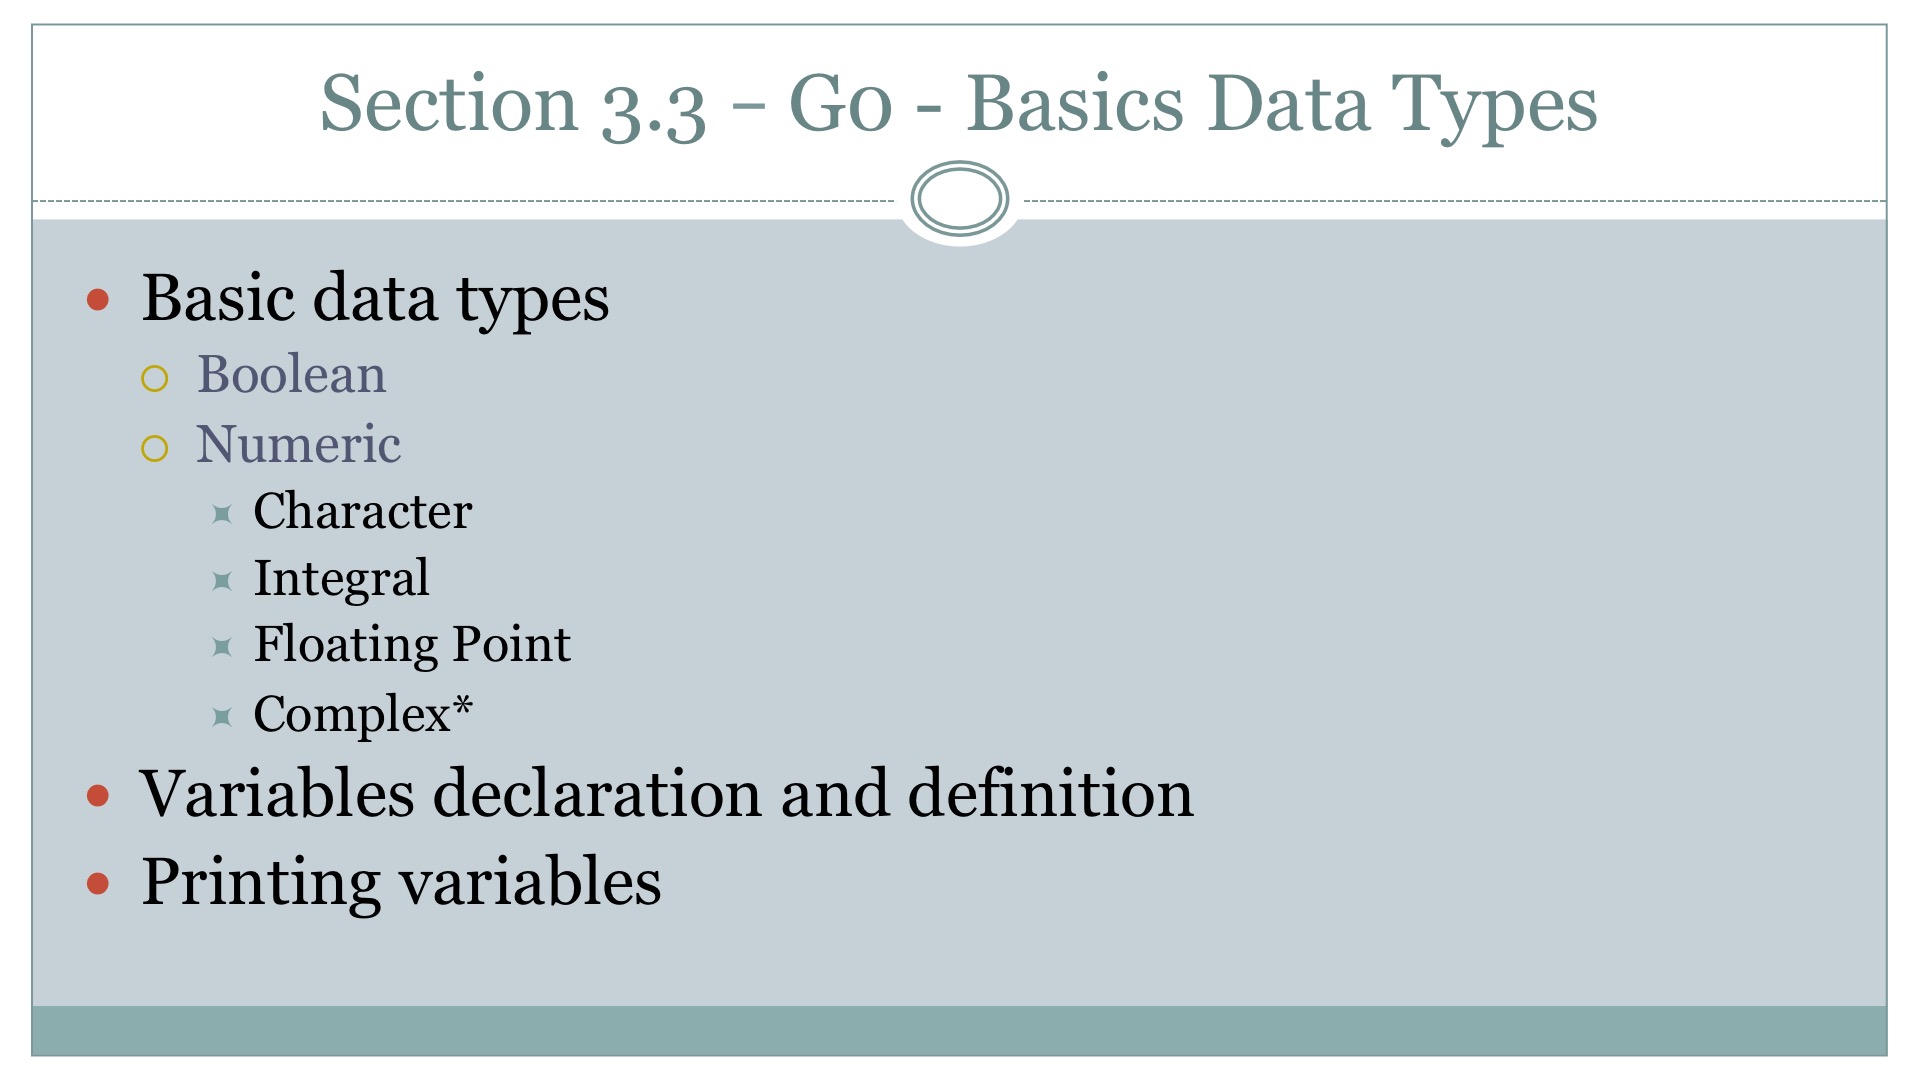 Section 3.3 – Go - Basics Data Types
Basic data types
Boolean
Numeric
Character
Integral
Floating Point
Complex*
Variables declaration and definition
Printing variables